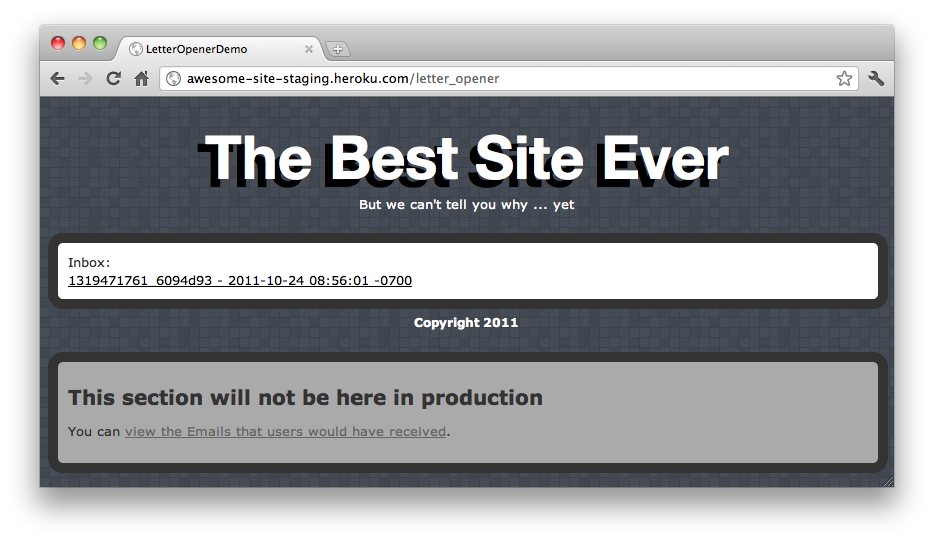 LetterOpenerDemo
awesome-site-staging.heroku.com/letter_opener
The Best Site Ever
But we can't tell you why ... yet
Inbox:
1319471761_6094d93 - 2011-10-24 08:56:01 -0700
Copyright 2011
This section will not be here in production
You can view the Emails that users would have received.